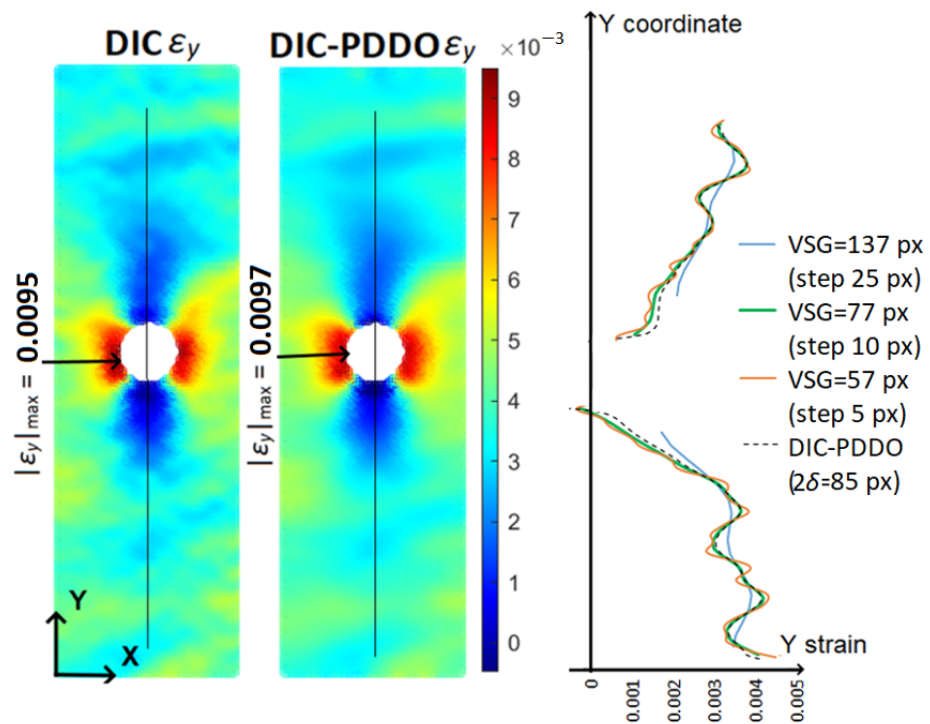 DIC εy
DIC-PDDO εy
×10⁻³
9
8
7
6
5
4
3
2
1
0
|εy|max = 0.0095
|εy|max = 0.0097
Y
X
Y coordinate
VSG=137 px
(step 25 px)
VSG=77 px
(step 10 px)
VSG=57 px
(step 5 px)
DIC-PDDO
(2δ=85 px)
Y strain
0
0.001
0.002
0.003
0.004
0.005